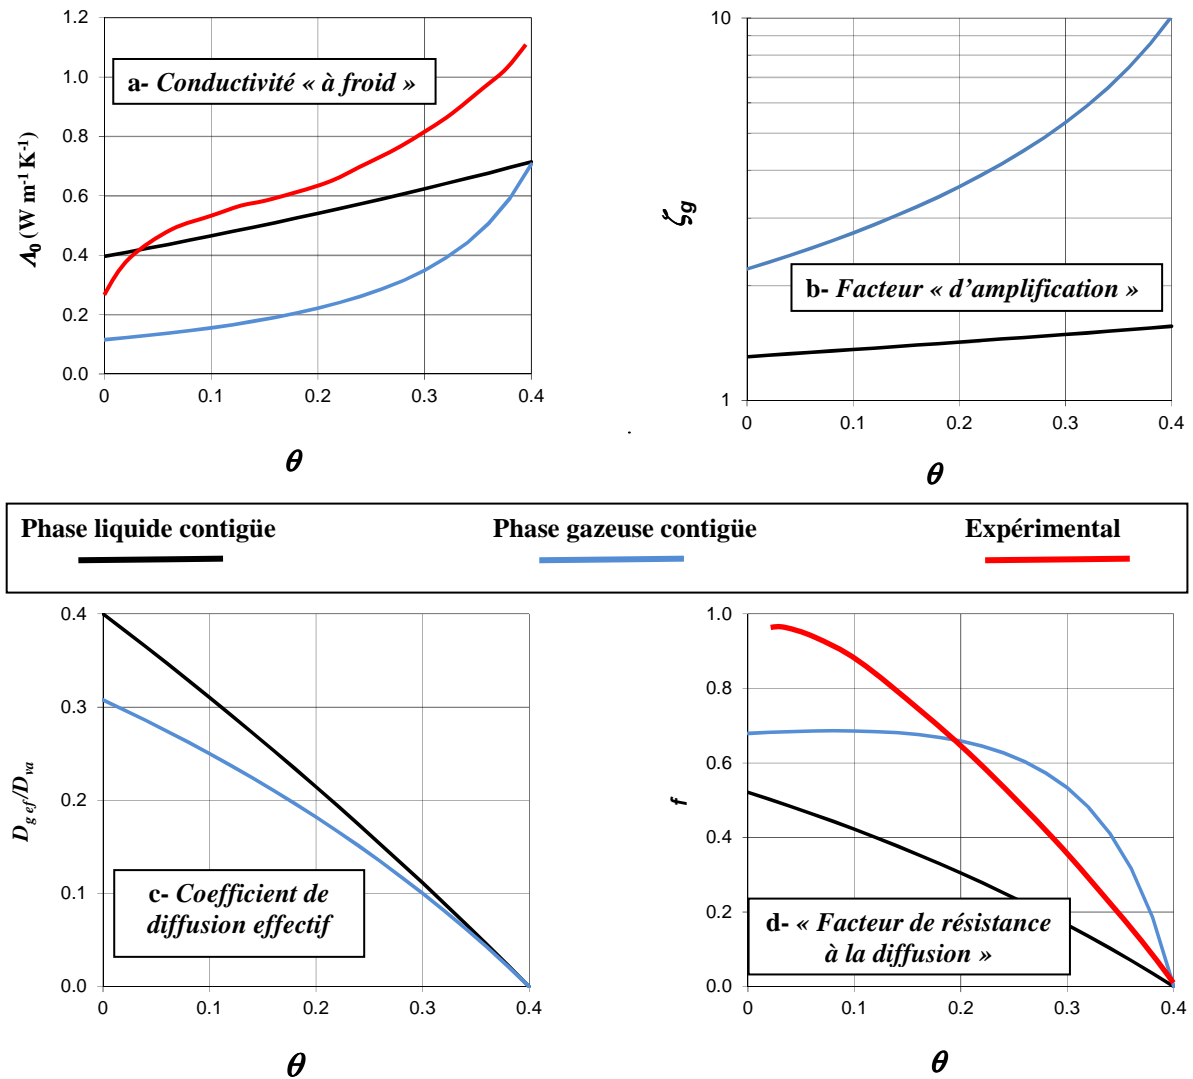 1.2
1.0
0.8
0.6
0.4
0.2
0.0
Λ0 (W m-1 K-1)
a- Conductivité « à froid »
0 0.1 0.2 0.3 0.4
θ
10
1
ζg
b- Facteur « d’amplification »
0 0.1 0.2 0.3 0.4
θ
Phase liquide contigüe Phase gazeuse contigüe Expérimental
0.4
0.3
0.2
0.1
0.0
Dg ef/Dva
c- Coefficient de
diffusion effectif
0 0.1 0.2 0.3 0.4
θ
1.0
0.8
0.6
0.4
0.2
0.0
f
d- « Facteur de résistance
à la diffusion »
0 0.1 0.2 0.3 0.4
θ